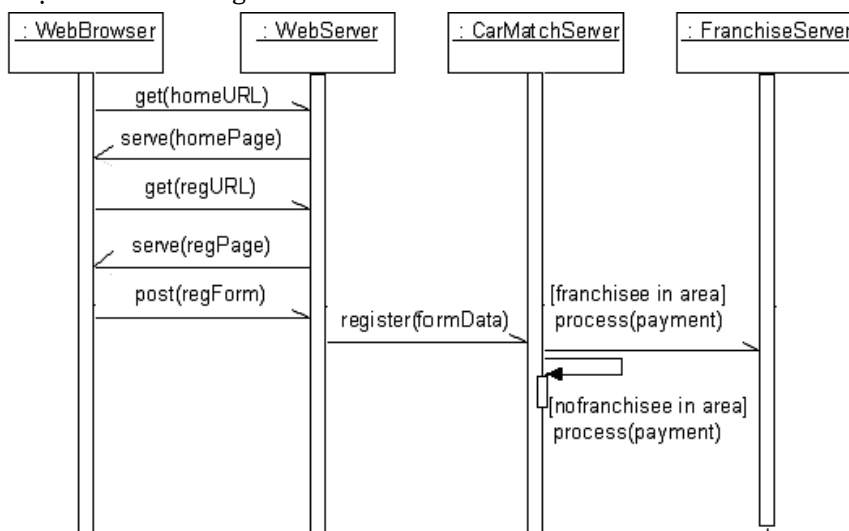 : WebBrowser
: WebServer
: CarMatchServer
: FranchiseServer
get(homeURL)
serve(homePage)
get(regURL)
serve(regPage)
post(regForm)
register(formData)
[franchisee in area]
process(payment)
[nofranchisee in area]
process(payment)